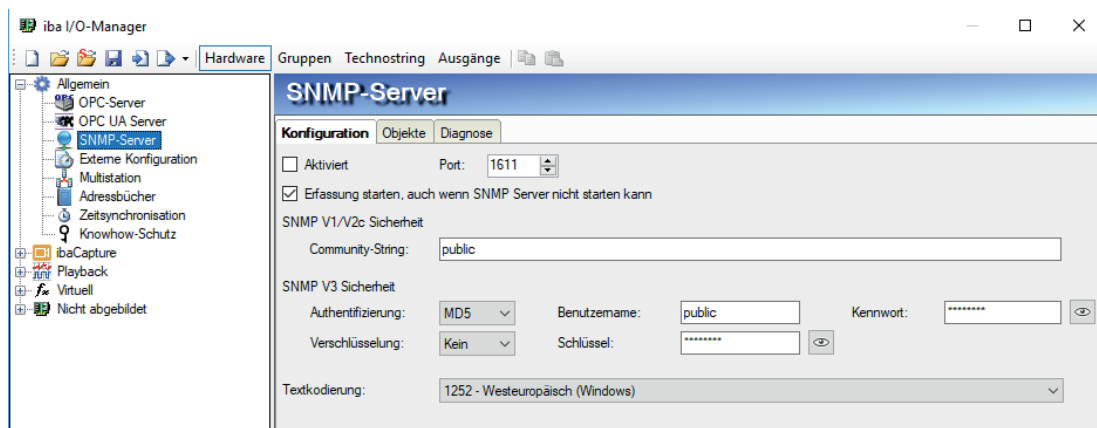 iba I/O-Manager
Hardware Gruppen Technostring Ausgänge
Allgemein
OPC-Server
OPC UA Server
SNMP-Server
Externe Konfiguration
Multistation
Adressbücher
Zeitsynchronisation
Knowhow-Schutz
ibaCapture
Playback
Virtuell
Nicht abgebildet
SNMP-Server
Konfiguration Objekte Diagnose
Aktiviert Port: 1611
Erfassung starten, auch wenn SNMP Server nicht starten kann
SNMP V1/V2c Sicherheit
Community-String: public
SNMP V3 Sicherheit
Authentifizierung: MD5 Benutzername: public Kennwort: ********
Verschlüsselung: Kein Schlüssel: ********
Textkodierung: 1252 - Westeuropäisch (Windows)